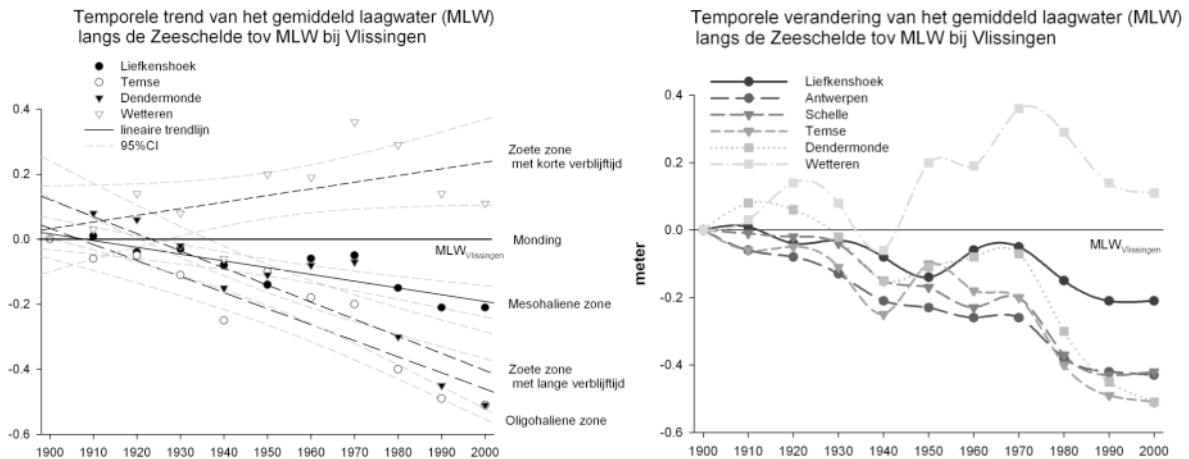 Temporele trend van het gemiddeld laagwater (MLW)
langs de Zeeschelde tov MLW bij Vlissingen
Liefkenshoek
Temse
Dendermonde
Wetteren
lineaire trendlijn
95%CI
0.4
0.2
0.0
-0.2
-0.4
-0.6
Zoete zone
met korte verblijftijd
MLW Vlissingen
Monding
Mesohaliene zone
Zoete zone
met lange verblijftijd
Oligohaliene zone
1900 1910 1920 1930 1940 1950 1960 1970 1980 1990 2000
Temporele verandering van het gemiddeld laagwater (MLW)
langs de Zeeschelde tov MLW bij Vlissingen
Liefkenshoek
Antwerpen
Schelle
Temse
Dendermonde
Wetteren
meter
0.4
0.2
0.0
-0.2
-0.4
-0.6
MLW Vlissingen
1900 1910 1920 1930 1940 1950 1960 1970 1980 1990 2000